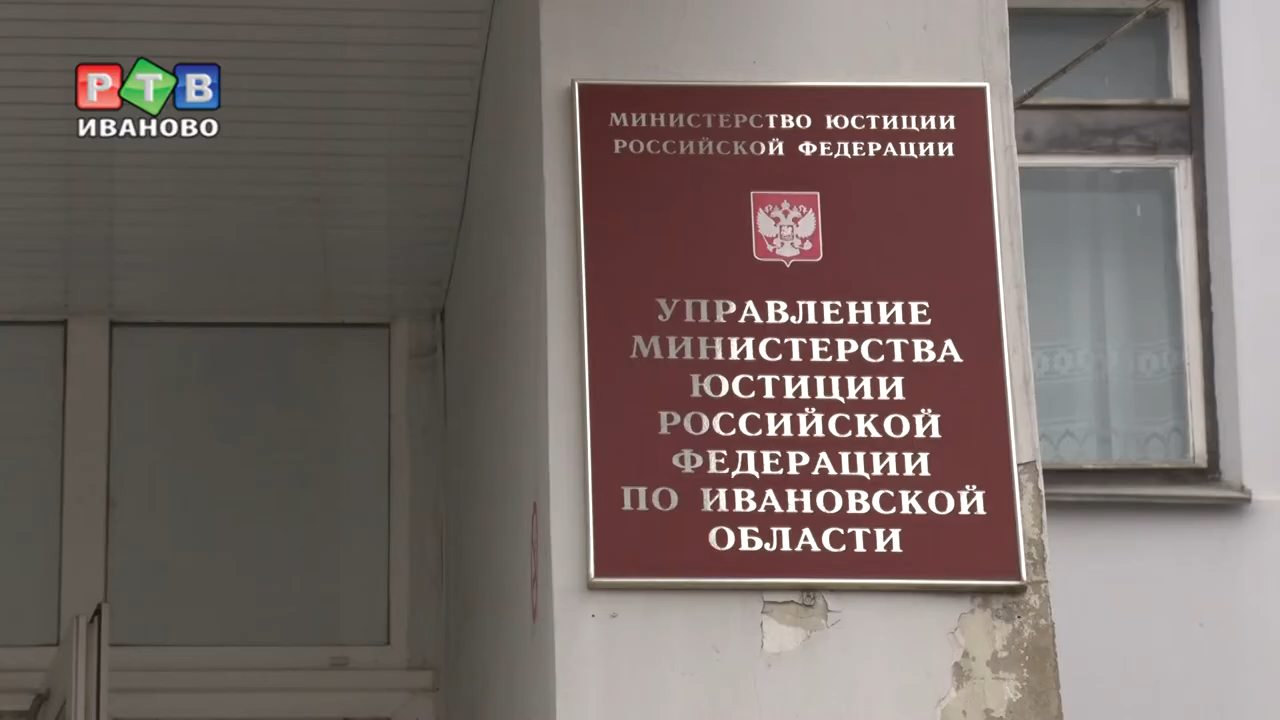 РТВ
ИВАНОВО
МИНИСТЕРСТВО ЮСТИЦИИ
РОССИЙСКОЙ ФЕДЕРАЦИИ
УПРАВЛЕНИЕ
МИНИСТЕРСТВА
ЮСТИЦИИ
РОССИЙСКОЙ
ФЕДЕРАЦИИ
ПО ИВАНОВСКОЙ
ОБЛАСТИ